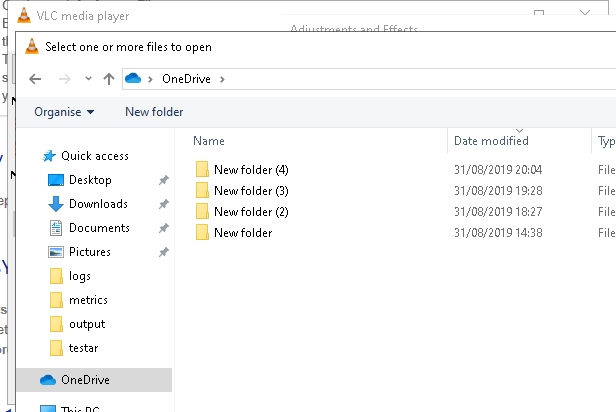 VLC media player
Adjustments and Effects
Select one or more files to open
OneDrive
Organise New folder
Name Date modified
Quick access
Desktop
Downloads
Documents
Pictures
logs
metrics
output
testar
OneDrive
This PC
New folder (4) 31/08/2019 20:04 File
New folder (3) 31/08/2019 19:28 File
New folder (2) 31/08/2019 18:27 File
New folder 31/08/2019 14:38 File